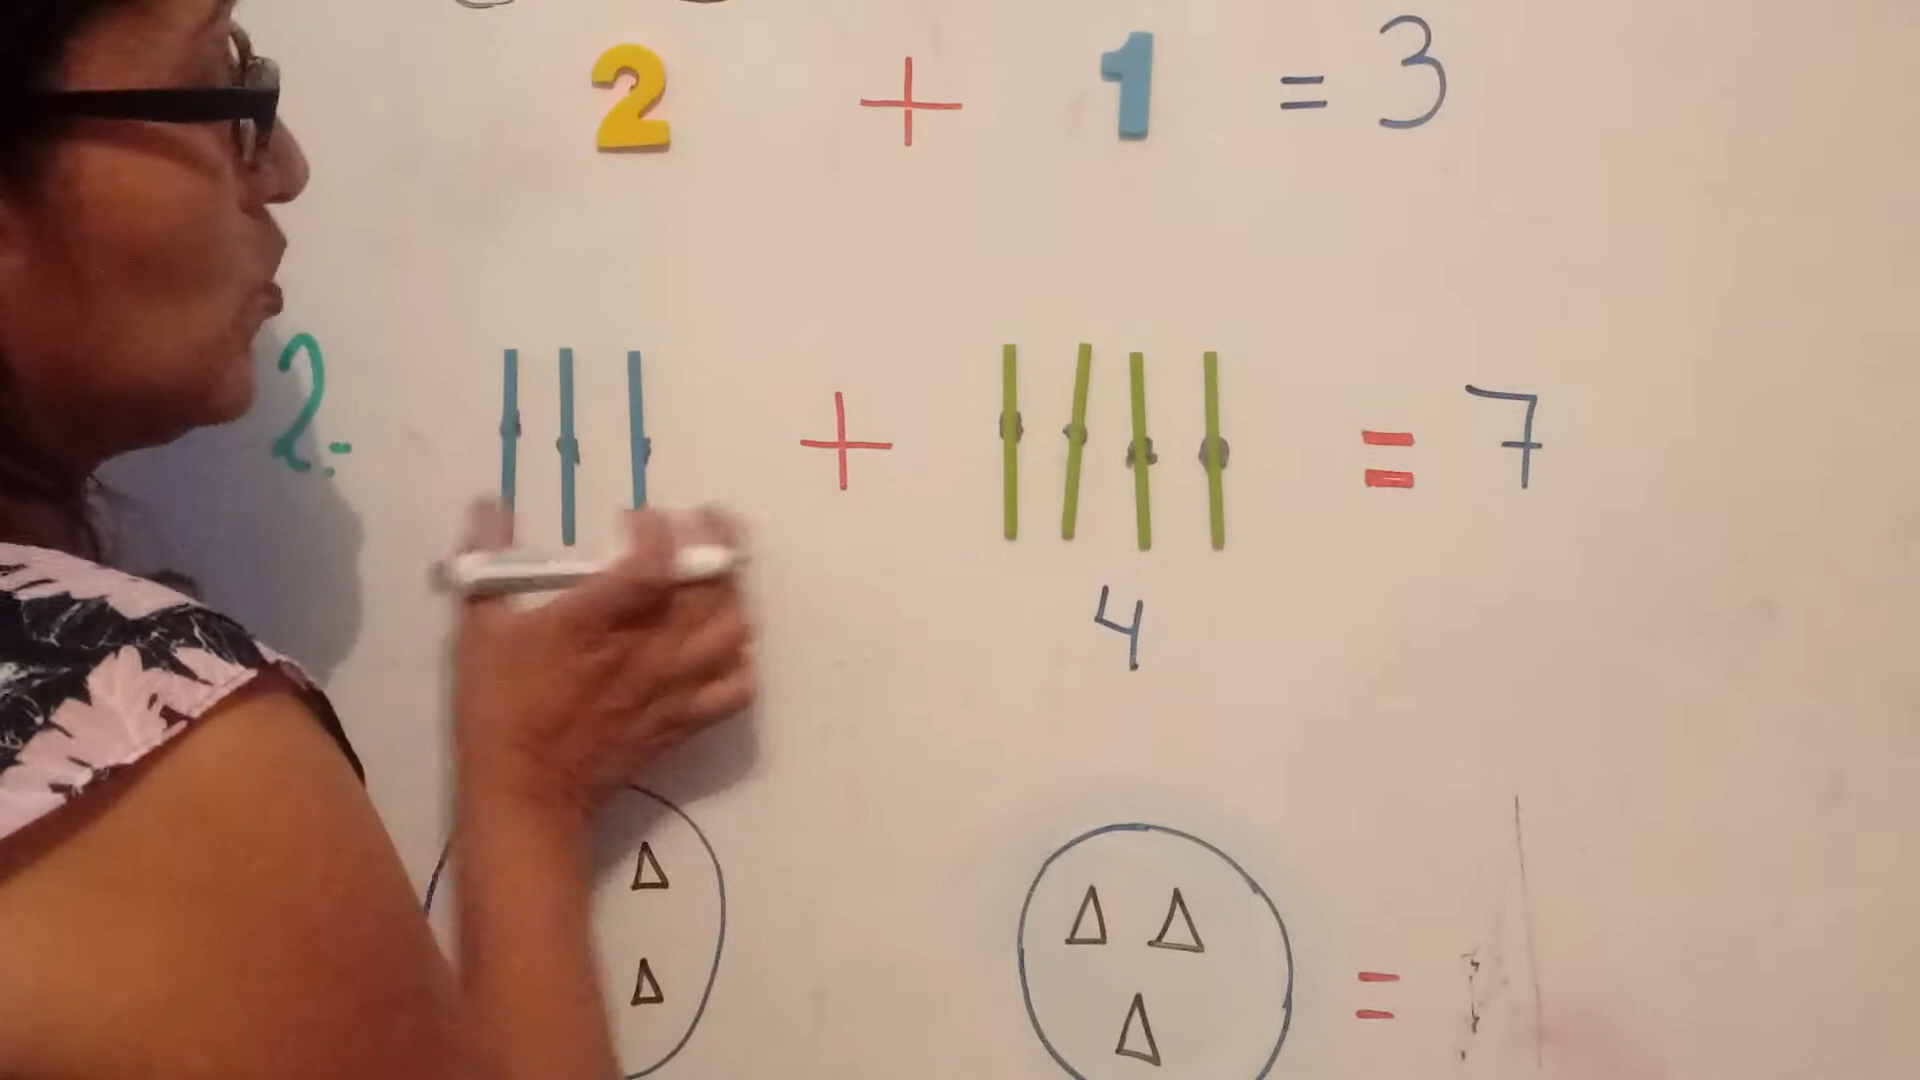 2 + 1 = 3
2.- + = 7
4
=